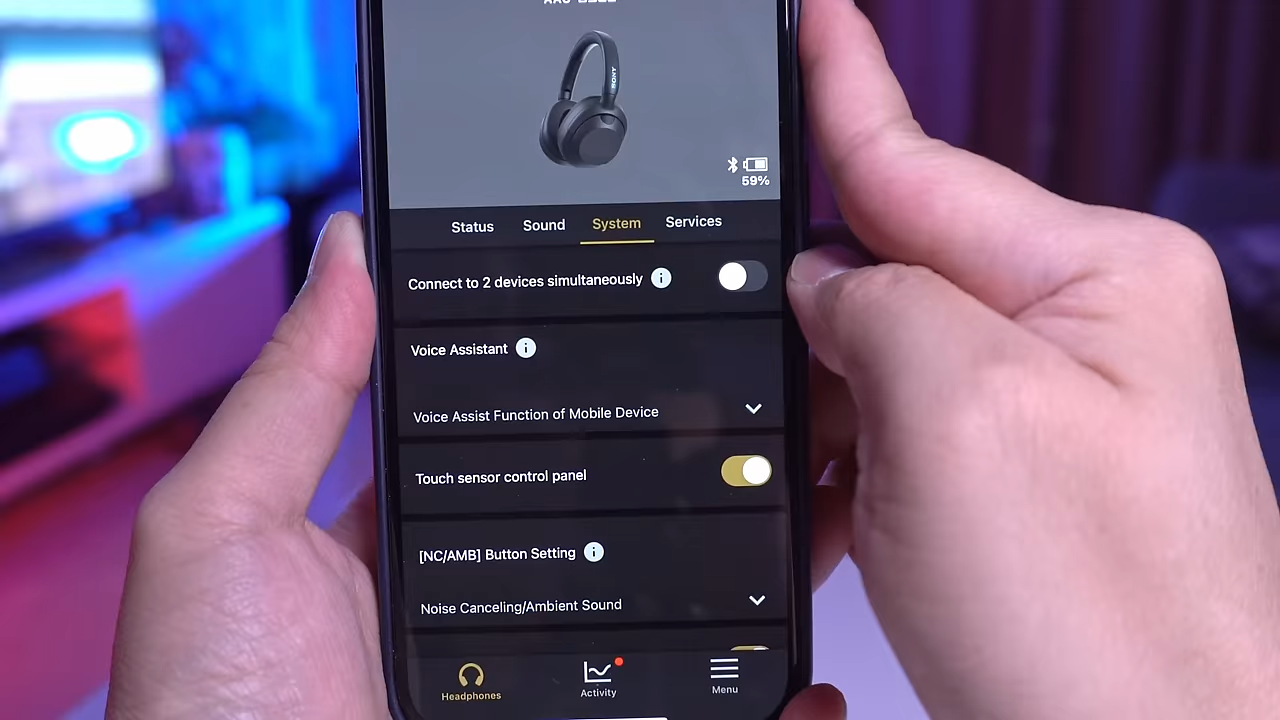 SONY
59%
Status Sound System Services
Connect to 2 devices simultaneously i
Voice Assistant i
Voice Assist Function of Mobile Device
Touch sensor control panel
[NC/AMB] Button Setting i
Noise Canceling/Ambient Sound
Headphones Activity Menu